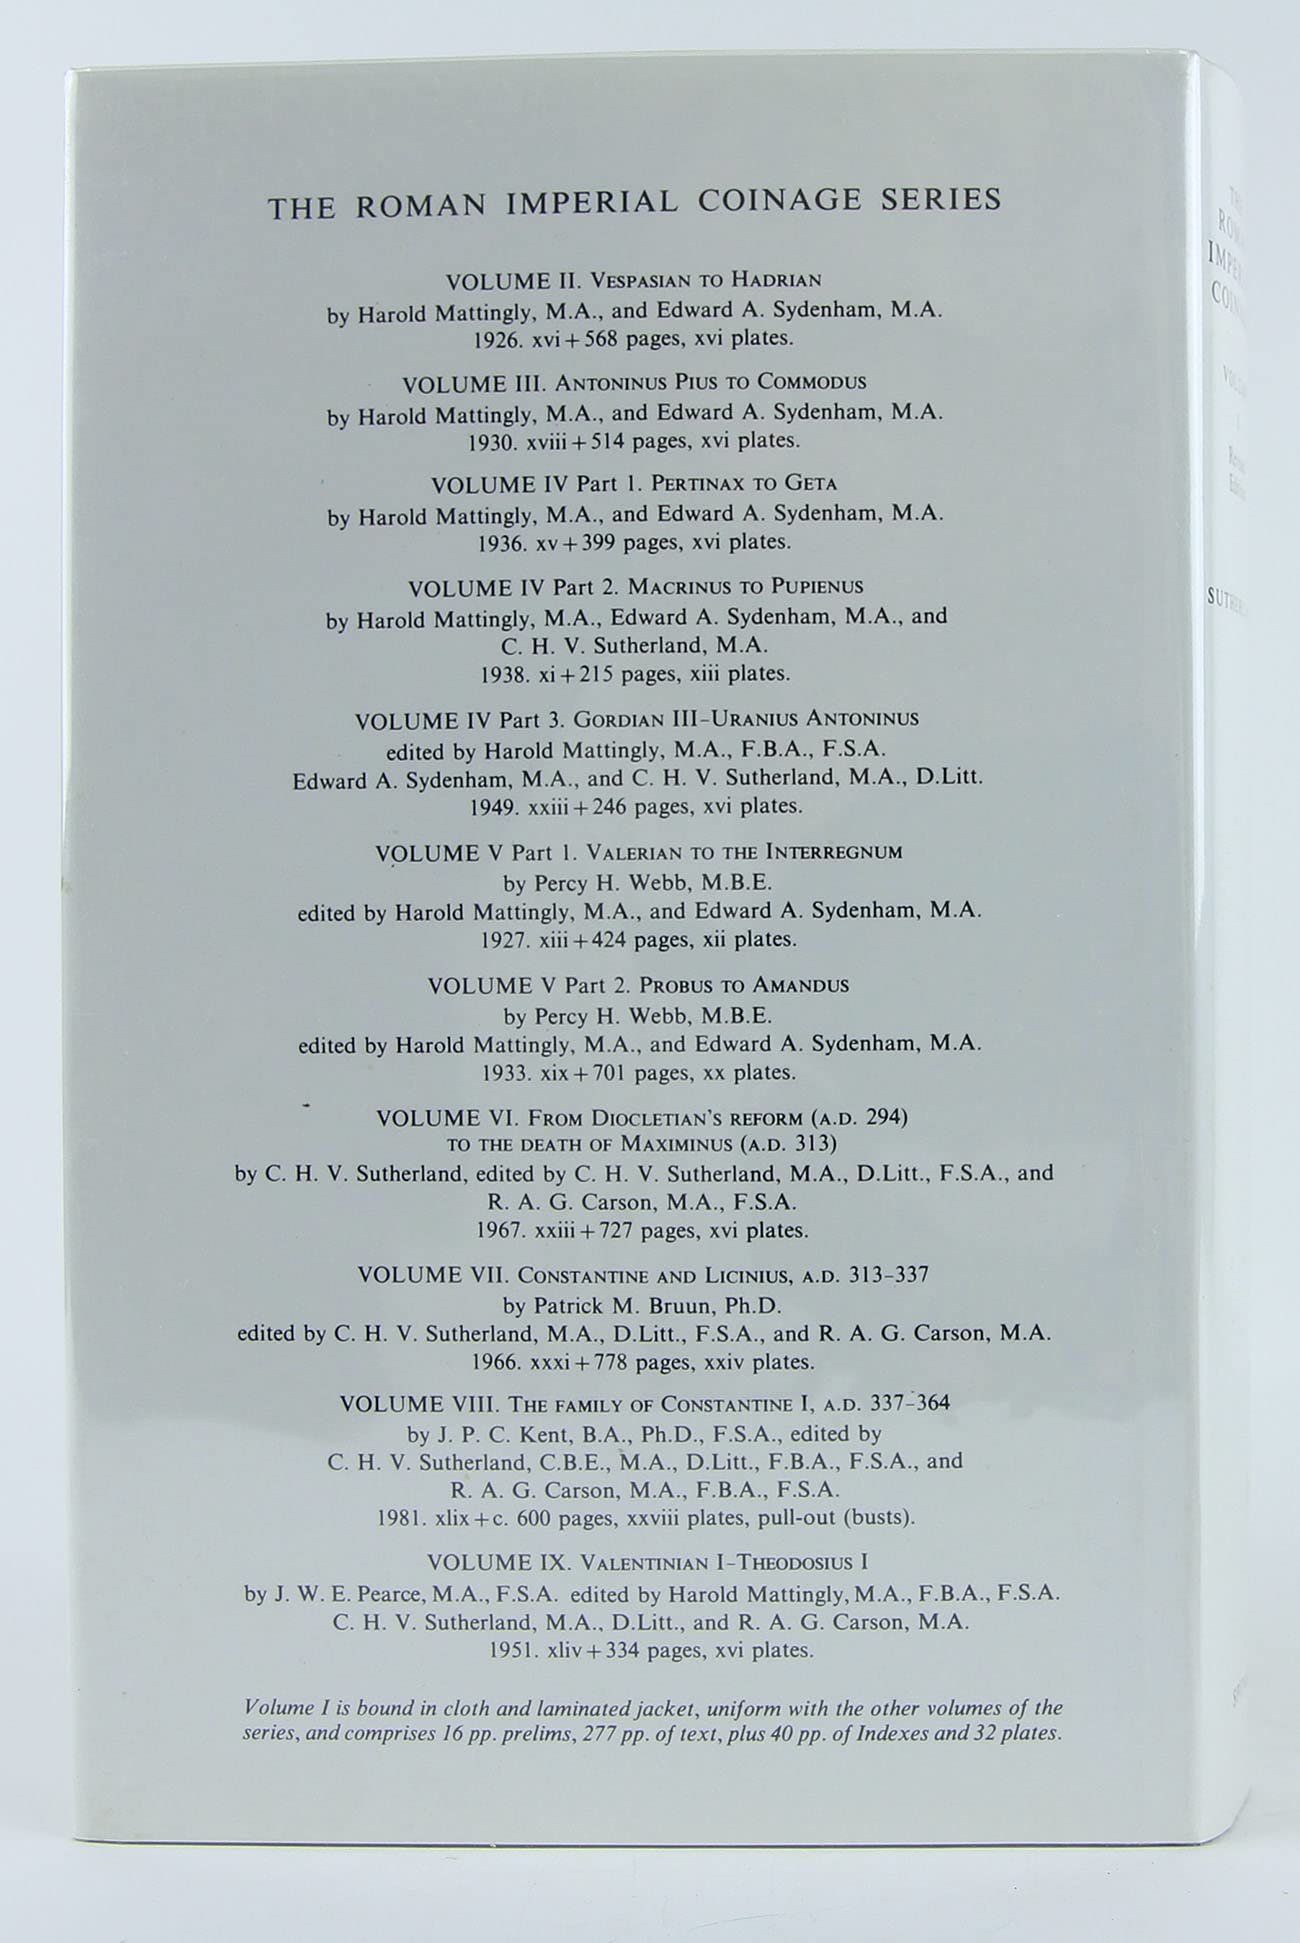 THE ROMAN IMPERIAL COINAGE SERIES
VOLUME II. VESPASIAN TO HADRIAN
by Harold Mattingly, M.A., and Edward A. Sydenham, M.A.
1926. xvi + 568 pages, xvi plates.
VOLUME III. ANTONINUS PIUS TO COMMODUS
by Harold Mattingly, M.A., and Edward A. Sydenham, M.A.
1930. xviii + 514 pages, xvi plates.
VOLUME IV Part 1. PERTINAX TO GETA
by Harold Mattingly, M.A., and Edward A. Sydenham, M.A.
1936. xv + 399 pages, xvi plates.
VOLUME IV Part 2. MACRINUS TO PUPIENUS
by Harold Mattingly, M.A., Edward A. Sydenham, M.A., and
C. H. V. Sutherland, M.A.
1938. xi + 215 pages, xiii plates.
VOLUME IV Part 3. GORDIAN III–URANIUS ANTONINUS
edited by Harold Mattingly, M.A., F.B.A., F.S.A.
Edward A. Sydenham, M.A., and C. H. V. Sutherland, M.A., D.Litt.
1949. xxiii + 246 pages, xvi plates.
VOLUME V Part 1. VALERIAN TO THE INTERREGNUM
by Percy H. Webb, M.B.E.
edited by Harold Mattingly, M.A., and Edward A. Sydenham, M.A.
1927. xiii + 424 pages, xii plates.
VOLUME V Part 2. PROBUS TO AMANDUS
by Percy H. Webb, M.B.E.
edited by Harold Mattingly, M.A., and Edward A. Sydenham, M.A.
1933. xix + 701 pages, xx plates.
VOLUME VI. FROM DIOCLETIAN'S REFORM (A.D. 294)
TO THE DEATH OF MAXIMINUS (A.D. 313)
by C. H. V. Sutherland, edited by C. H. V. Sutherland, M.A., D.Litt., F.S.A., and
R. A. G. Carson, M.A., F.S.A.
1967. xxiii + 727 pages, xvi plates.
VOLUME VII. CONSTANTINE AND LICINIUS, A.D. 313–337
by Patrick M. Bruun, Ph.D.
edited by C. H. V. Sutherland, M.A., D.Litt., F.S.A., and R. A. G. Carson, M.A.
1966. xxxi + 778 pages, xxiv plates.
VOLUME VIII. THE FAMILY OF CONSTANTINE I, A.D. 337–364
by J. P. C. Kent, B.A., Ph.D., F.S.A., edited by
C. H. V. Sutherland, C.B.E., M.A., D.Litt., F.B.A., F.S.A., and
R. A. G. Carson, M.A., F.B.A., F.S.A.
1981. xlix + c. 600 pages, xxviii plates, pull-out (busts).
VOLUME IX. VALENTINIAN I–THEODOSIUS I
by J. W. E. Pearce, M.A., F.S.A. edited by Harold Mattingly, M.A., F.B.A., F.S.A.
C. H. V. Sutherland, M.A., D.Litt., and R. A. G. Carson, M.A.
1951. xliv + 334 pages, xvi plates.
Volume I is bound in cloth and laminated jacket, uniform with the other volumes of the
series, and comprises 16 pp. prelims, 277 pp. of text, plus 40 pp. of Indexes and 32 plates.